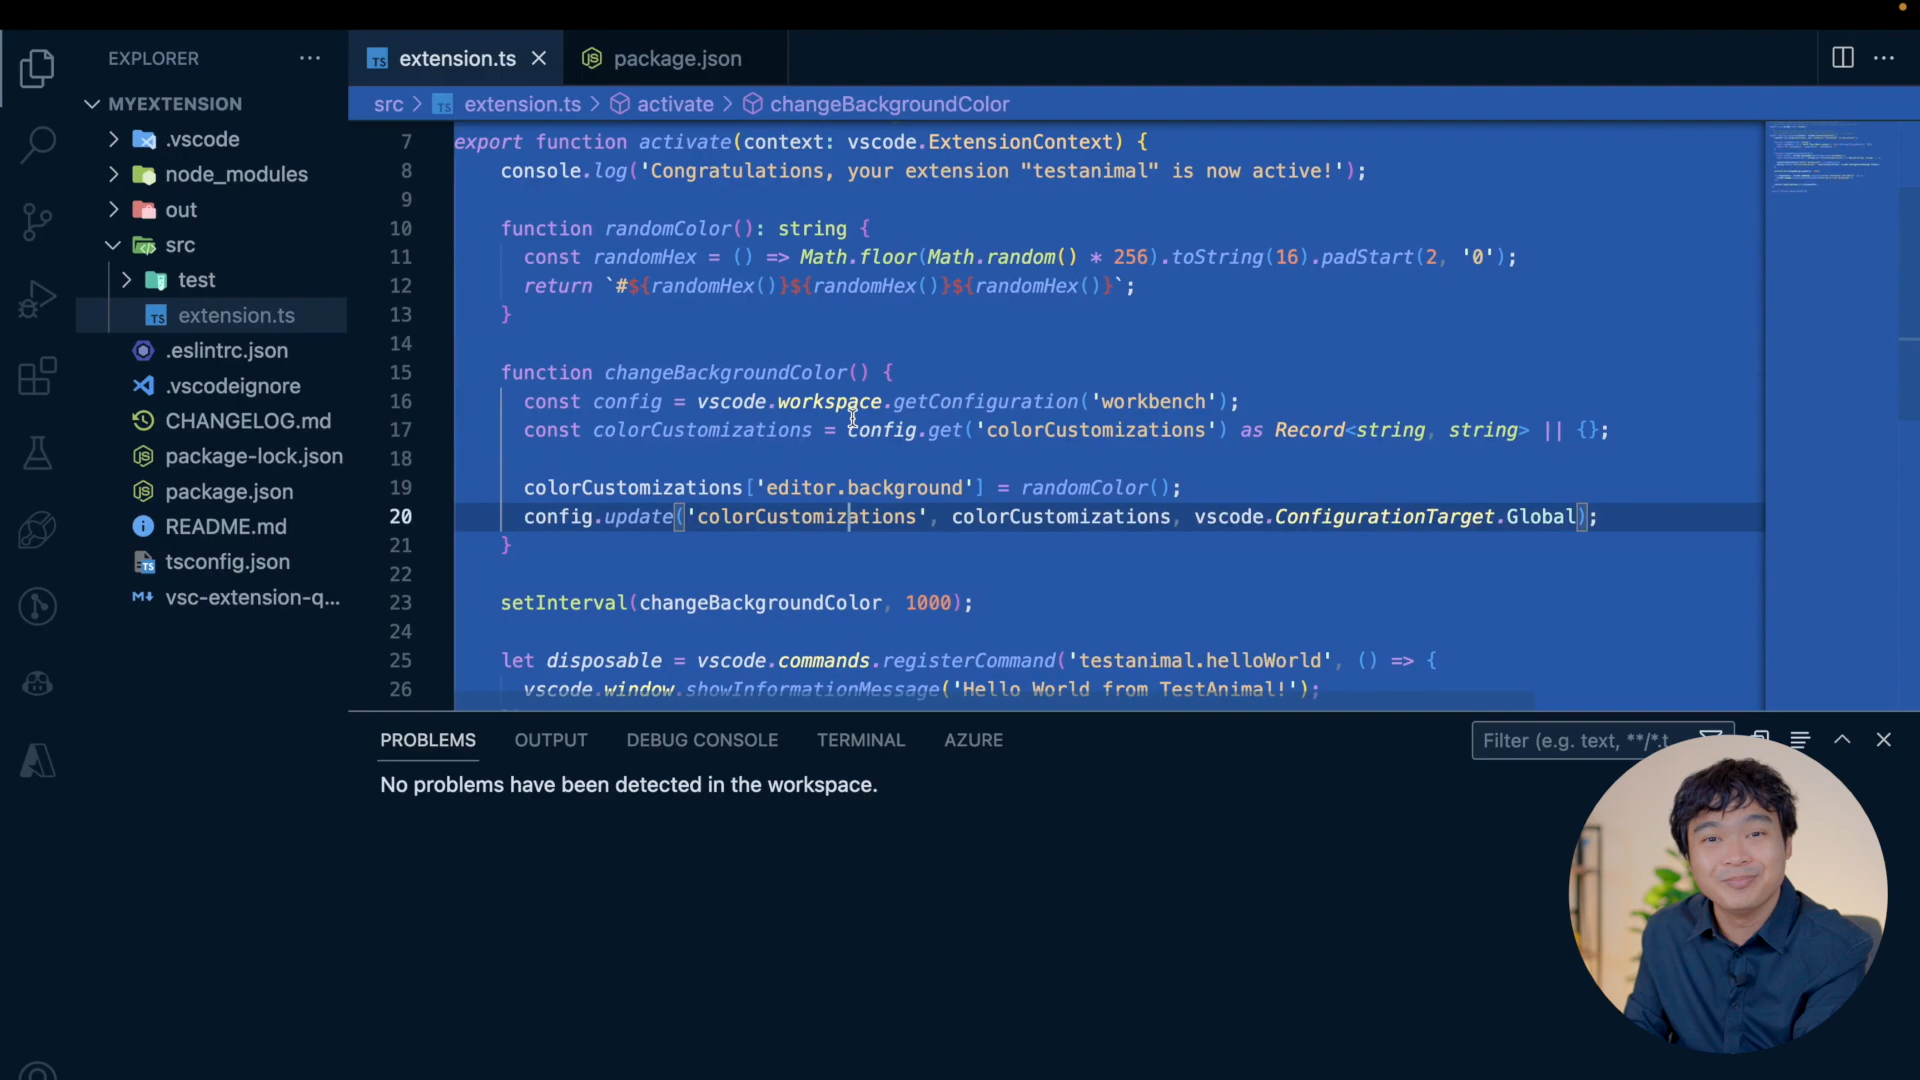 EXPLORER
MYEXTENSION
.vscode
node_modules
out
src
test
TS extension.ts
.eslintrc.json
.vscodeignore
CHANGELOG.md
package-lock.json
package.json
README.md
TS tsconfig.json
M vsc-extension-q...
TS extension.ts
package.json
src > TS extension.ts > activate > changeBackgroundColor
7 export function activate(context: vscode.ExtensionContext) {
8 console.log('Congratulations, your extension "testanimal" is now active!');
9
10 function randomColor(): string {
11 const randomHex = () => Math.floor(Math.random() * 256).toString(16).padStart(2, '0');
12 return `#${randomHex()}${randomHex()}${randomHex()}`;
13 }
14
15 function changeBackgroundColor() {
16 const config = vscode.workspace.getConfiguration('workbench');
17 const colorCustomizations = config.get('colorCustomizations') as Record<string, string> || {};
18
19 colorCustomizations['editor.background'] = randomColor();
20 config.update('colorCustomizations', colorCustomizations, vscode.ConfigurationTarget.Global);
21 }
22
23 setInterval(changeBackgroundColor, 1000);
24
25 let disposable = vscode.commands.registerCommand('testanimal.helloWorld', () => {
26 vscode.window.showInformationMessage('Hello World from TestAnimal!');
PROBLEMS OUTPUT DEBUG CONSOLE TERMINAL AZURE
Filter (e.g. text, **/*.t
No problems have been detected in the workspace.